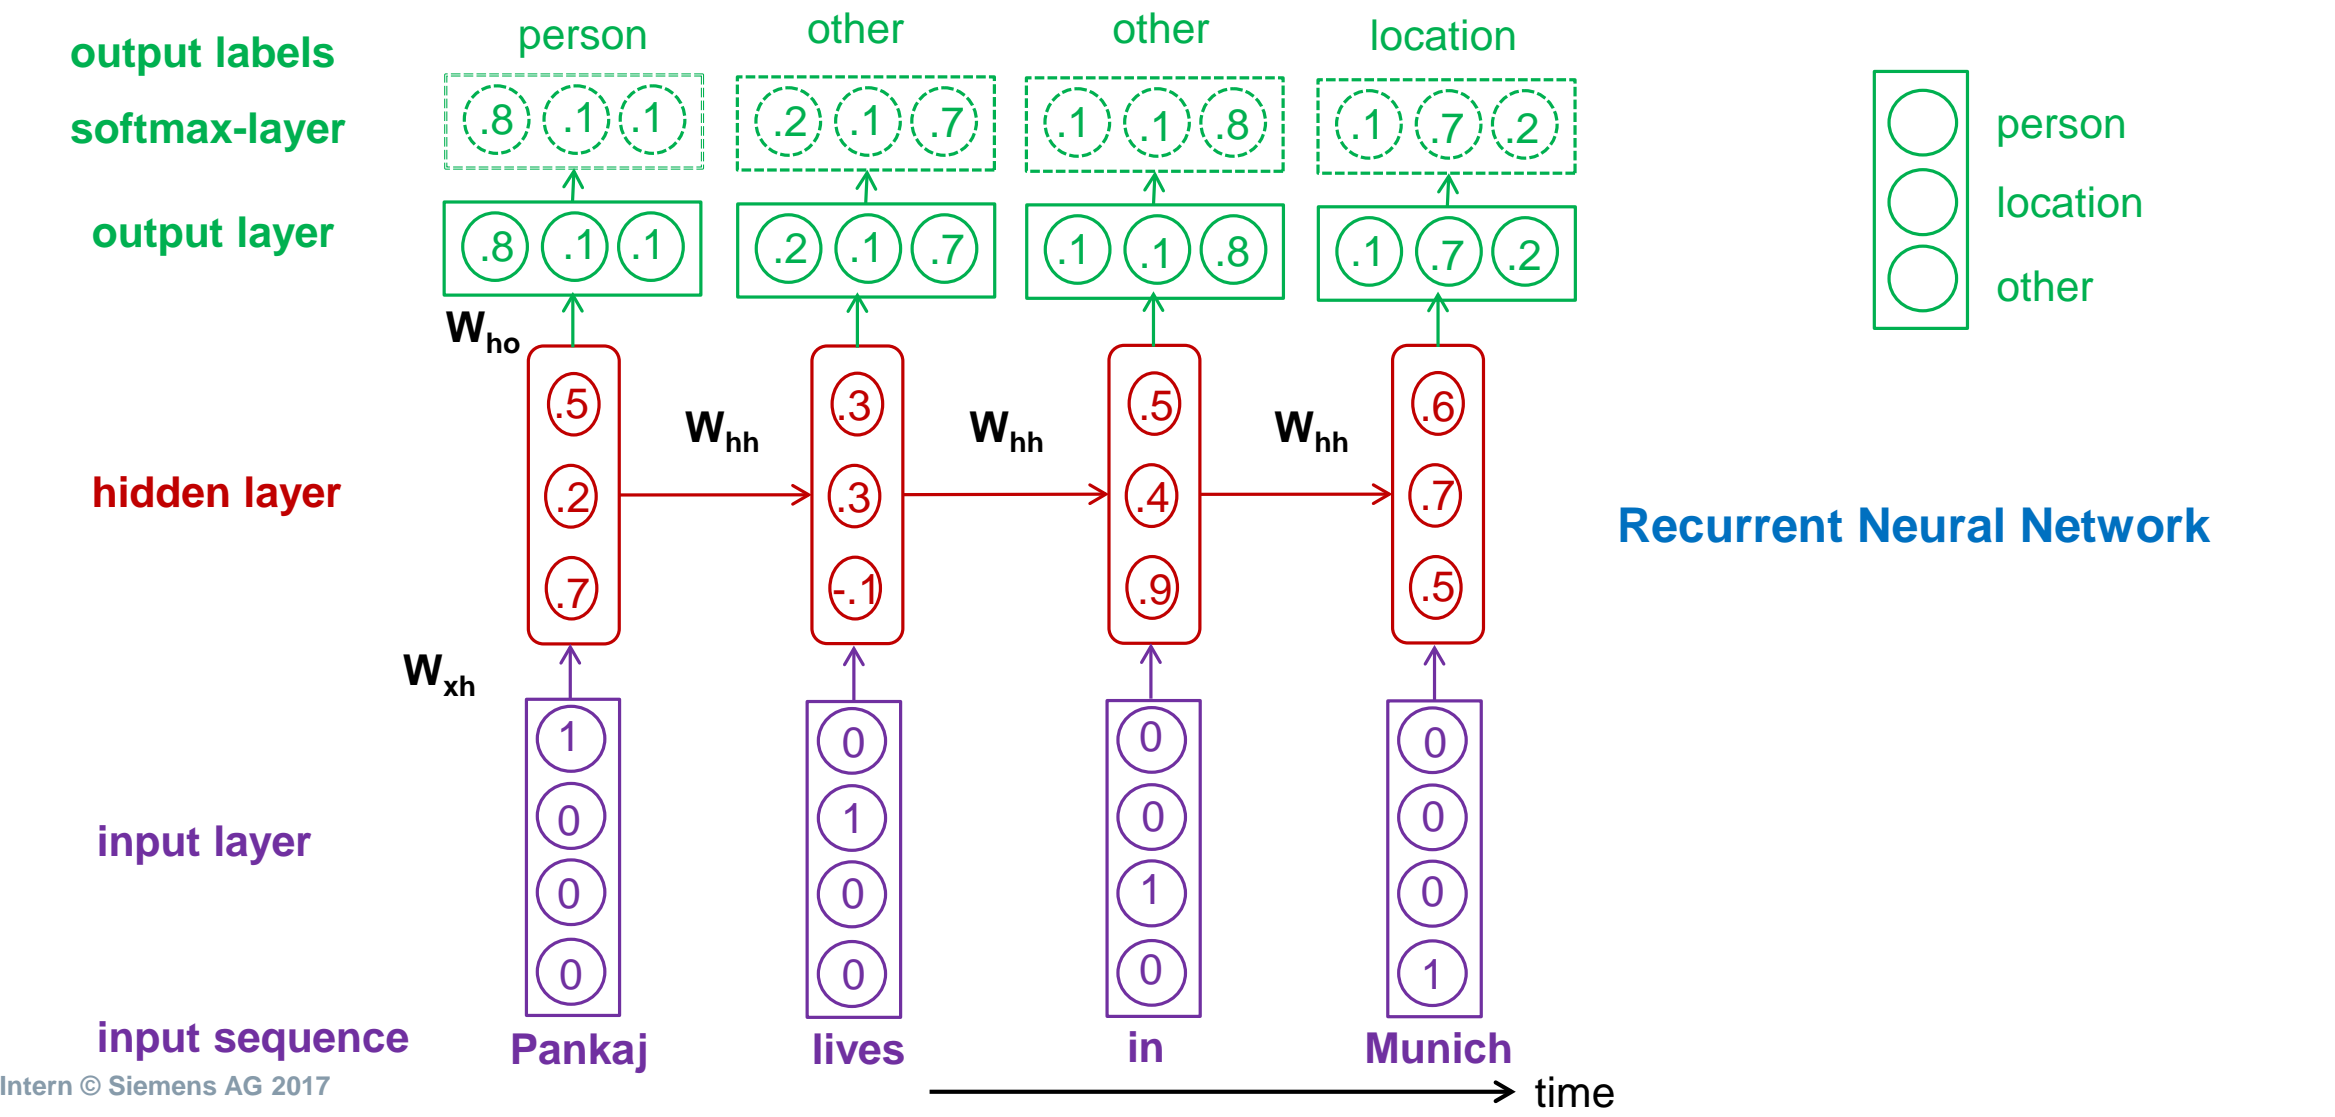 output labels person other other location
softmax-layer .8 .1 .1 .2 .1 .7 .1 .1 .8 .1 .7 .2
output layer .8 .1 .1 .2 .1 .7 .1 .1 .8 .1 .7 .2
person
location
other
Who
.5 .3 .5 .6
Whh Whh Whh
hidden layer .2 .3 .4 .7
Recurrent Neural Network
.7 -.1 .9 .5
Wxh
1 0 0 0
0 1 0 0
input layer
0 0 1 0
0 0 0 1
input sequence Pankaj lives in Munich
Intern © Siemens AG 2017
time